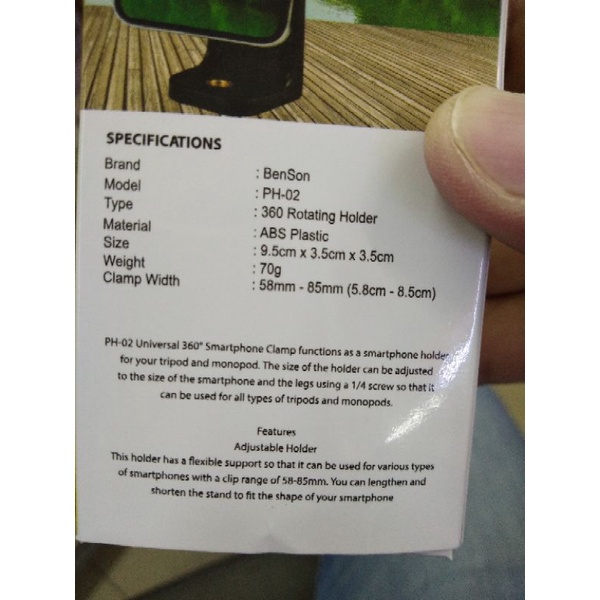 SPECIFICATIONS
Brand : BenSon
Model : PH-02
Type : 360 Rotating Holder
Material : ABS Plastic
Size : 9.5cm x 3.5cm x 3.5cm
Weight : 70g
Clamp Width : 58mm - 85mm (5.8cm - 8.5cm)
PH-02 Universal 360° Smartphone Clamp functions as a smartphone holder
for your tripod and monopod. The size of the holder can be adjusted
to the size of the smartphone and the legs using a 1/4 screw so that it
can be used for all types of tripods and monopods.
Features
Adjustable Holder
This holder has a flexible support so that it can be used for various types
of smartphones with a clip range of 58-85mm. You can lengthen and
shorten the stand to fit the shape of your smartphone